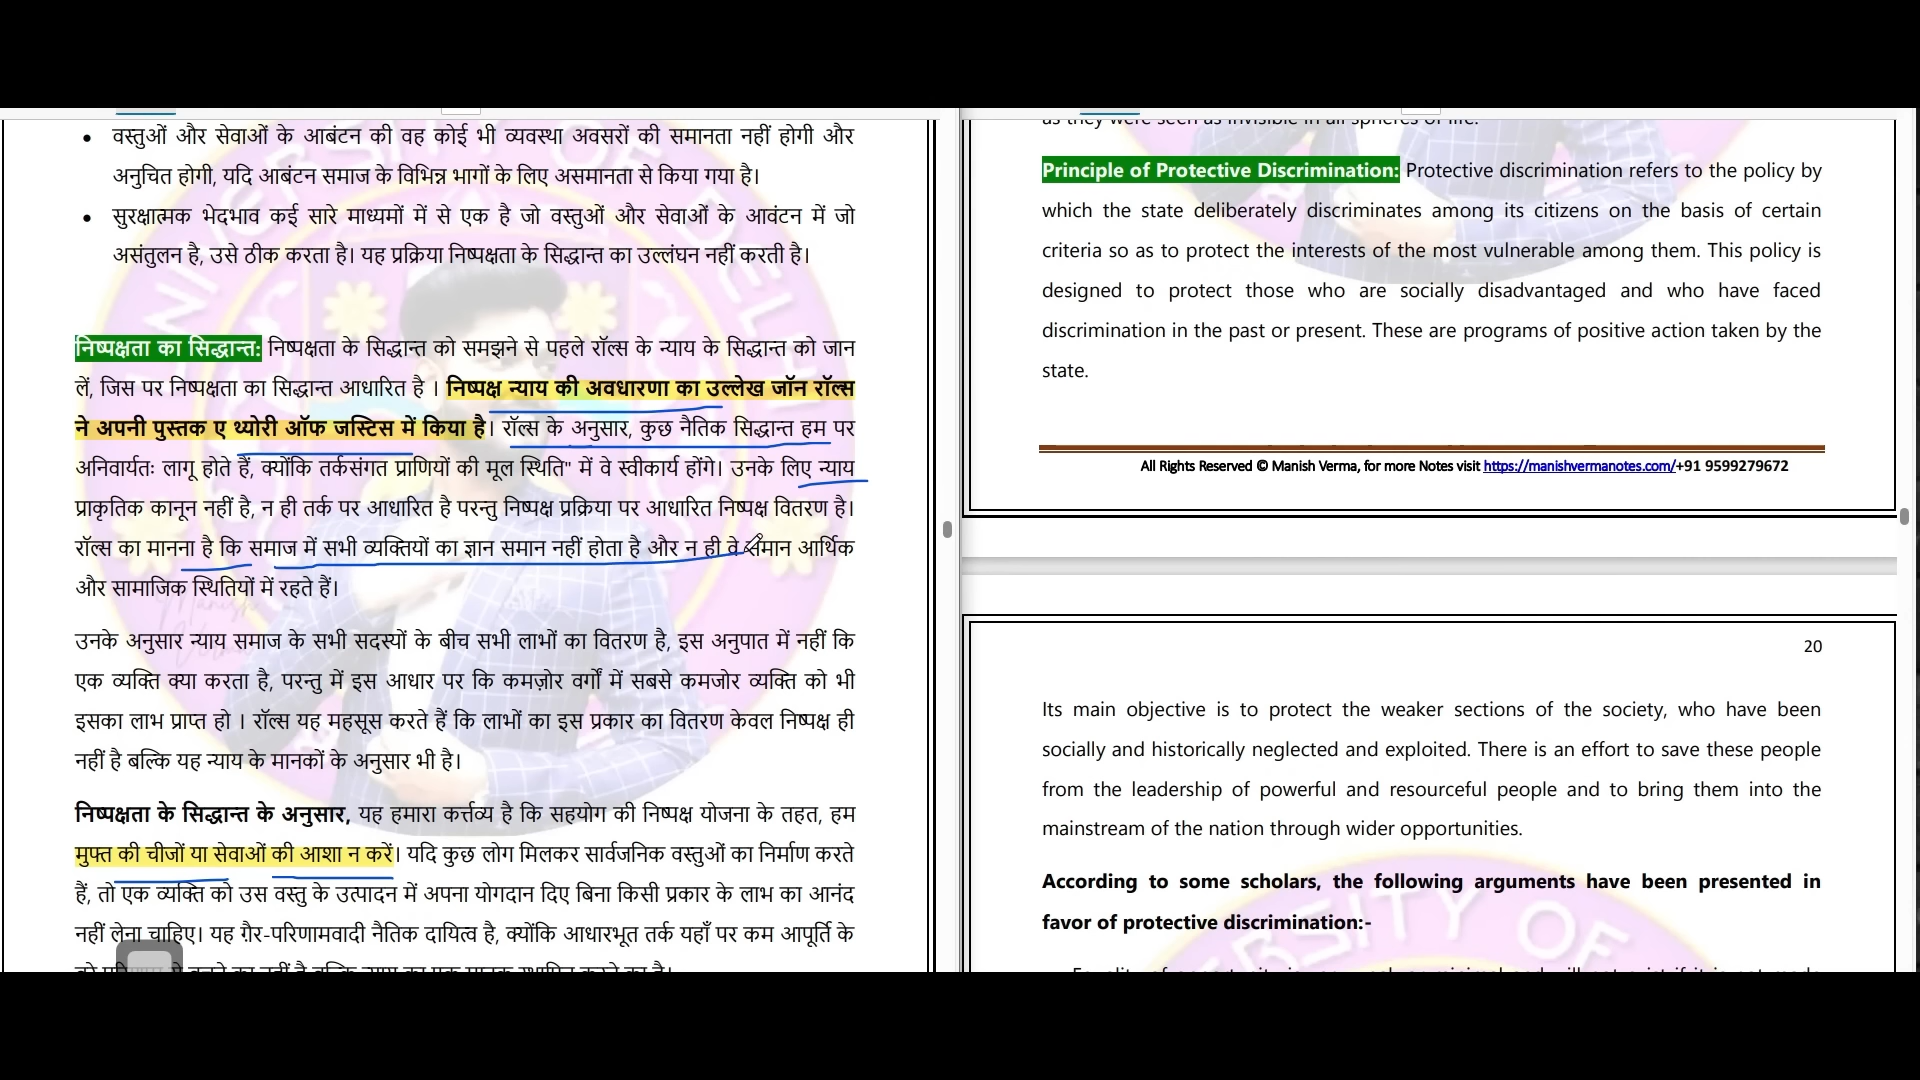 वस्तुओं और सेवाओं के आबंटन की वह कोई भी व्यवस्था अवसरों की समानता नहीं होगी और
अनुचित होगी, यदि आबंटन समाज के विभिन्न भागों के लिए असमानता से किया गया है।
सुरक्षात्मक भेदभाव कई सारे माध्यमों में से एक है जो वस्तुओं और सेवाओं के आवंटन में जो
असंतुलन है, उसे ठीक करता है। यह प्रक्रिया निष्पक्षता के सिद्धान्त का उल्लंघन नहीं करती है।
निष्पक्षता का सिद्धान्त: निष्पक्षता के सिद्धान्त को समझने से पहले रॉल्स के न्याय के सिद्धान्त को जान
लें, जिस पर निष्पक्षता का सिद्धान्त आधारित है । निष्पक्ष न्याय की अवधारणा का उल्लेख जॉन रॉल्स
ने अपनी पुस्तक ए थ्योरी ऑफ जस्टिस में किया है। रॉल्स के अनुसार, कुछ नैतिक सिद्धान्त हम पर
अनिवार्यतः लागू होते हैं, क्योंकि तर्कसंगत प्राणियों की मूल स्थिति" में वे स्वीकार्य होंगे। उनके लिए न्याय
प्राकृतिक कानून नहीं है, न ही तर्क पर आधारित है परन्तु निष्पक्ष प्रक्रिया पर आधारित निष्पक्ष वितरण है।
रॉल्स का मानना है कि समाज में सभी व्यक्तियों का ज्ञान समान नहीं होता है और न ही वे समान आर्थिक
और सामाजिक स्थितियों में रहते हैं।
उनके अनुसार न्याय समाज के सभी सदस्यों के बीच सभी लाभों का वितरण है, इस अनुपात में नहीं कि
एक व्यक्ति क्या करता है, परन्तु में इस आधार पर कि कमज़ोर वर्गों में सबसे कमजोर व्यक्ति को भी
इसका लाभ प्राप्त हो । रॉल्स यह महसूस करते हैं कि लाभों का इस प्रकार का वितरण केवल निष्पक्ष ही
नहीं है बल्कि यह न्याय के मानकों के अनुसार भी है।
निष्पक्षता के सिद्धान्त के अनुसार, यह हमारा कर्त्तव्य है कि सहयोग की निष्पक्ष योजना के तहत, हम
मुफ्त की चीजों या सेवाओं की आशा न करें। यदि कुछ लोग मिलकर सार्वजनिक वस्तुओं का निर्माण करते
हैं, तो एक व्यक्ति को उस वस्तु के उत्पादन में अपना योगदान दिए बिना किसी प्रकार के लाभ का आनंद
नहीं लेना चाहिए। यह ग़ैर-परिणामवादी नैतिक दायित्व है, क्योंकि आधारभूत तर्क यहाँ पर कम आपूर्ति के
as they were seen as invisible in all spheres of life.
Principle of Protective Discrimination: Protective discrimination refers to the policy by
which the state deliberately discriminates among its citizens on the basis of certain
criteria so as to protect the interests of the most vulnerable among them. This policy is
designed to protect those who are socially disadvantaged and who have faced
discrimination in the past or present. These are programs of positive action taken by the
state.
All Rights Reserved © Manish Verma, for more Notes visit https://manishvermanotes.com/+91 9599279672
20
Its main objective is to protect the weaker sections of the society, who have been
socially and historically neglected and exploited. There is an effort to save these people
from the leadership of powerful and resourceful people and to bring them into the
mainstream of the nation through wider opportunities.
According to some scholars, the following arguments have been presented in
favor of protective discrimination:-